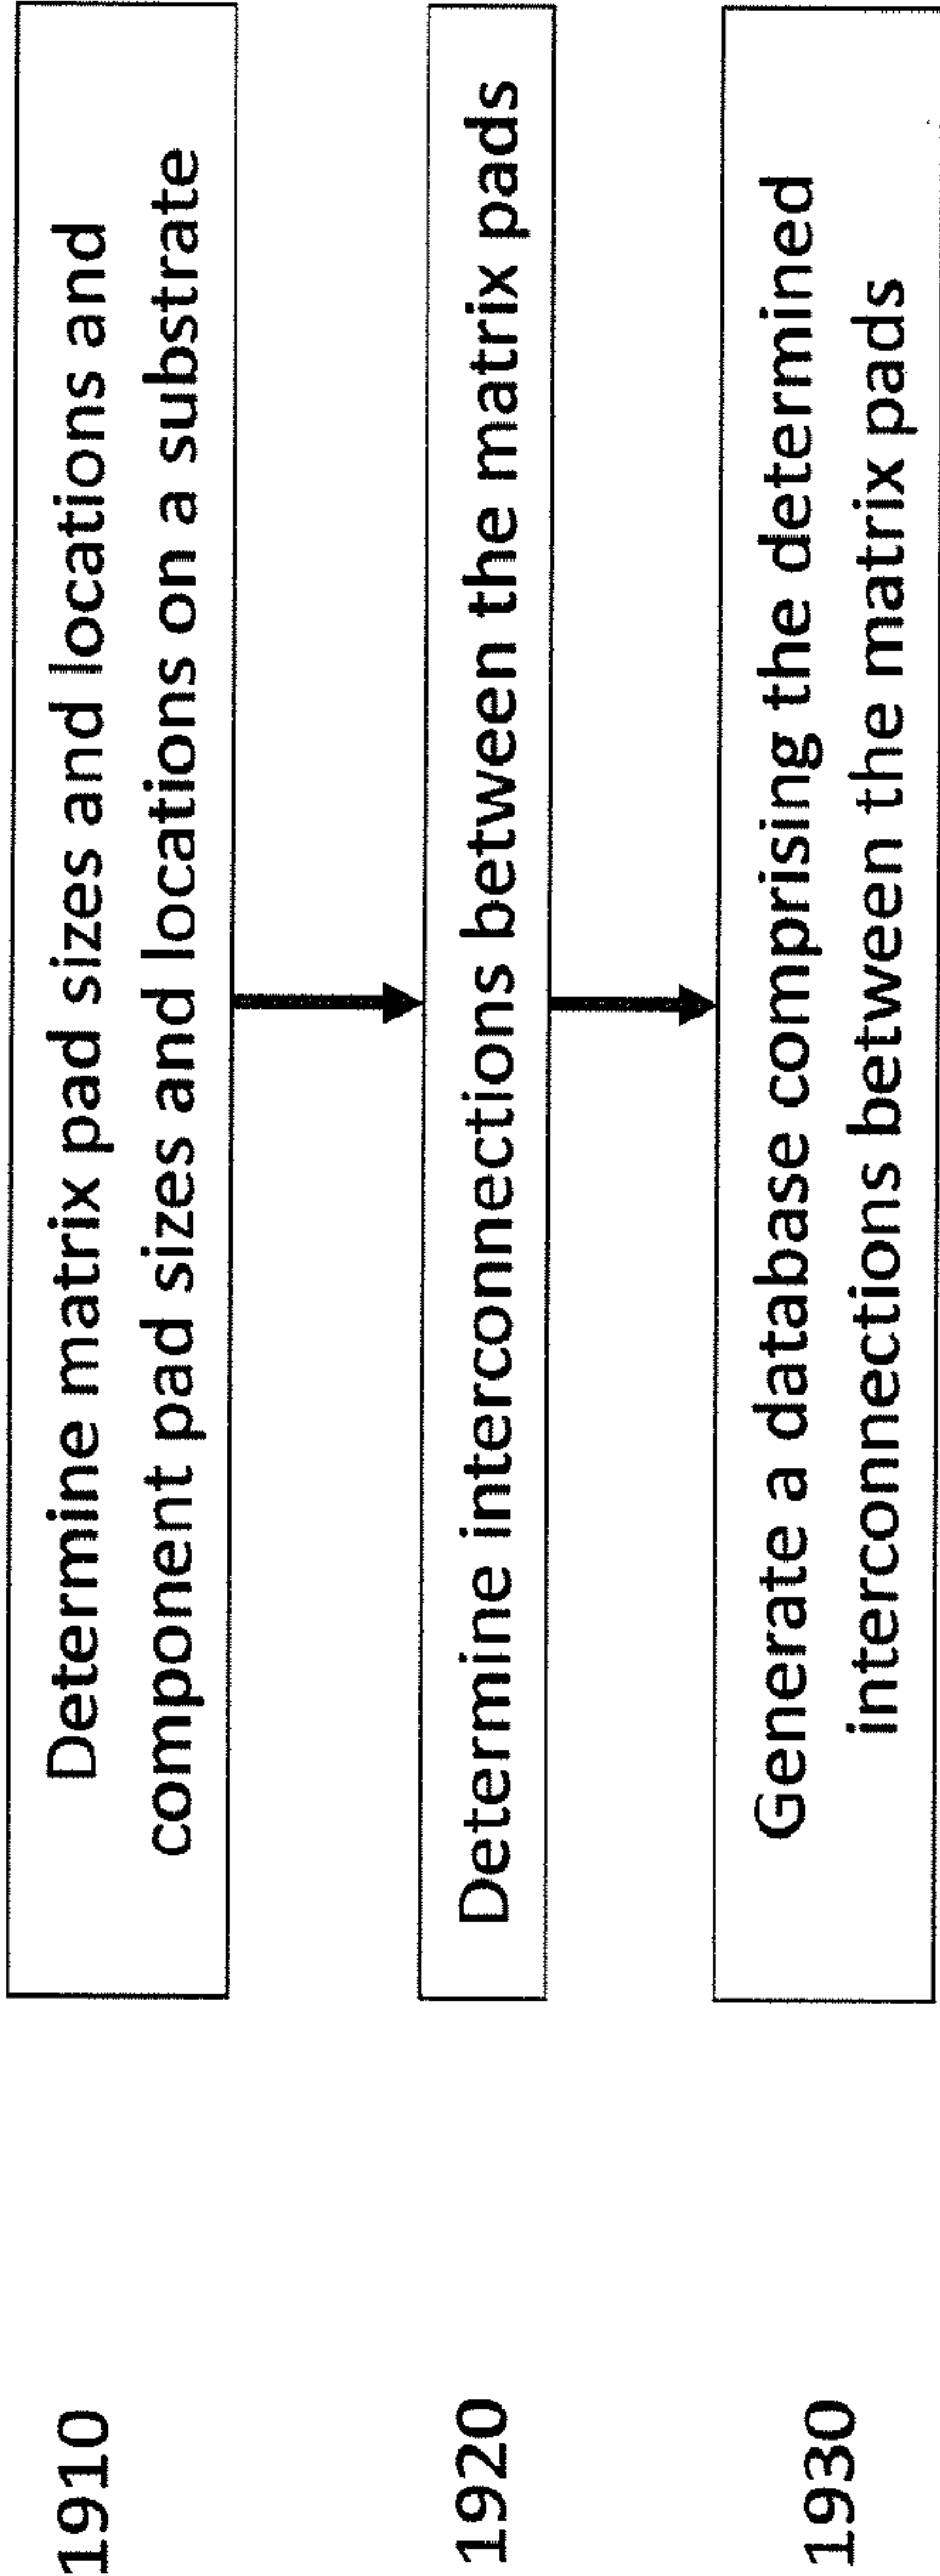 1910
Determine matrix pad sizes and locations and
component pad sizes and locations on a substrate
1920
Determine interconnections between the matrix pads
1930
Generate a database comprising the determined
interconnections between the matrix pads